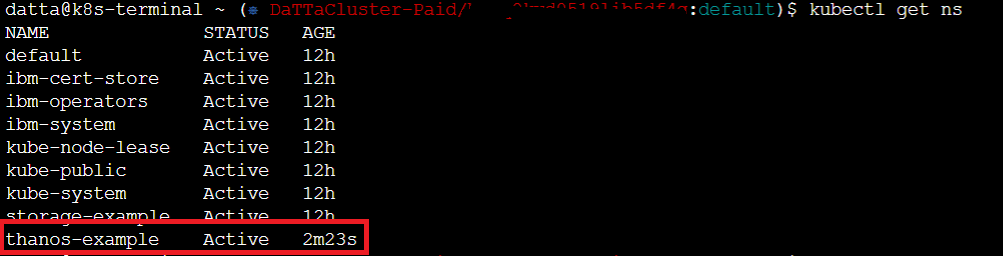 datta@k8s-terminal ~ (⎈ DaTTaCluster-Paid/:default)$ kubectl get ns
NAME STATUS AGE
default Active 12h
ibm-cert-store Active 12h
ibm-operators Active 12h
ibm-system Active 12h
kube-node-lease Active 12h
kube-public Active 12h
kube-system Active 12h
storage-example Active 12h
thanos-example Active 2m23s